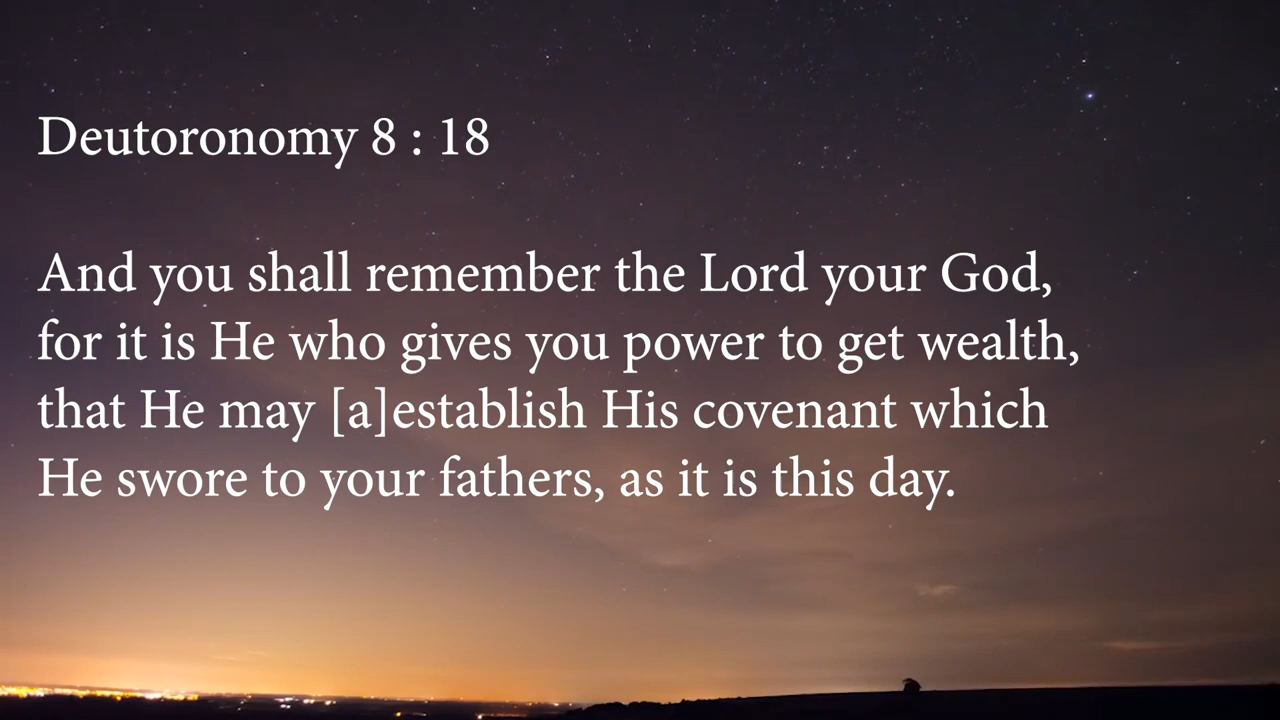 Deutoronomy 8 : 18
And you shall remember the Lord your God,
for it is He who gives you power to get wealth,
that He may [a]establish His covenant which
He swore to your fathers, as it is this day.